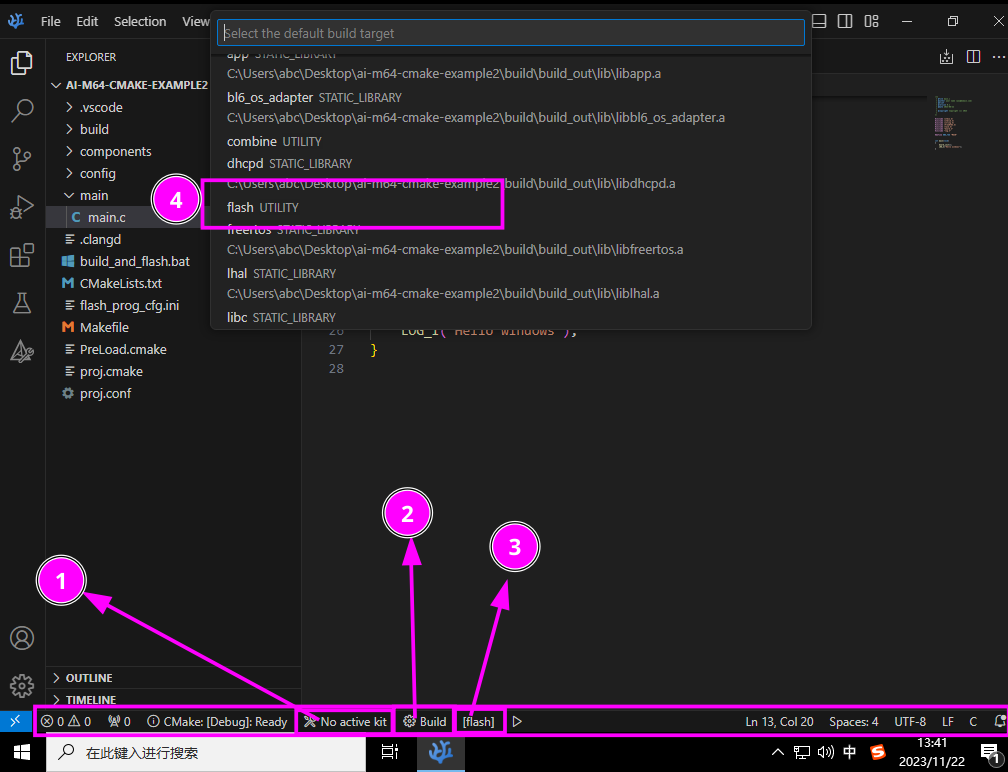 File Edit Selection View
Select the default build target
EXPLORER
AI-M64-CMAKE-EXAMPLE2
.vscode
build
components
config
main
C main.c
.clangd
build_and_flash.bat
M CMakeLists.txt
flash_prog_cfg.ini
M Makefile
PreLoad.cmake
proj.cmake
proj.conf
app STATIC_LIBRARY
C:\Users\abc\Desktop\ai-m64-cmake-example2\build\build_out\lib\libapp.a
bl6_os_adapter STATIC_LIBRARY
C:\Users\abc\Desktop\ai-m64-cmake-example2\build\build_out\lib\libbl6_os_adapter.a
combine UTILITY
dhcpd STATIC_LIBRARY
C:\Users\abc\Desktop\ai-m64-cmake-example2\build\build_out\lib\libdhcpd.a
flash UTILITY
freertos STATIC_LIBRARY
C:\Users\abc\Desktop\ai-m64-cmake-example2\build\build_out\lib\libfreertos.a
lhal STATIC_LIBRARY
C:\Users\abc\Desktop\ai-m64-cmake-example2\build\build_out\lib\liblhal.a
libc STATIC_LIBRARY
26 LOG_I("Hello windows");
27 }
28
4
2
3
1
OUTLINE
TIMELINE
0 0 0 CMake: [Debug]: Ready No active kit Build [flash] Ln 13, Col 20 Spaces: 4 UTF-8 LF C
在此键入进行搜索
中 S 13:41
2023/11/22
1